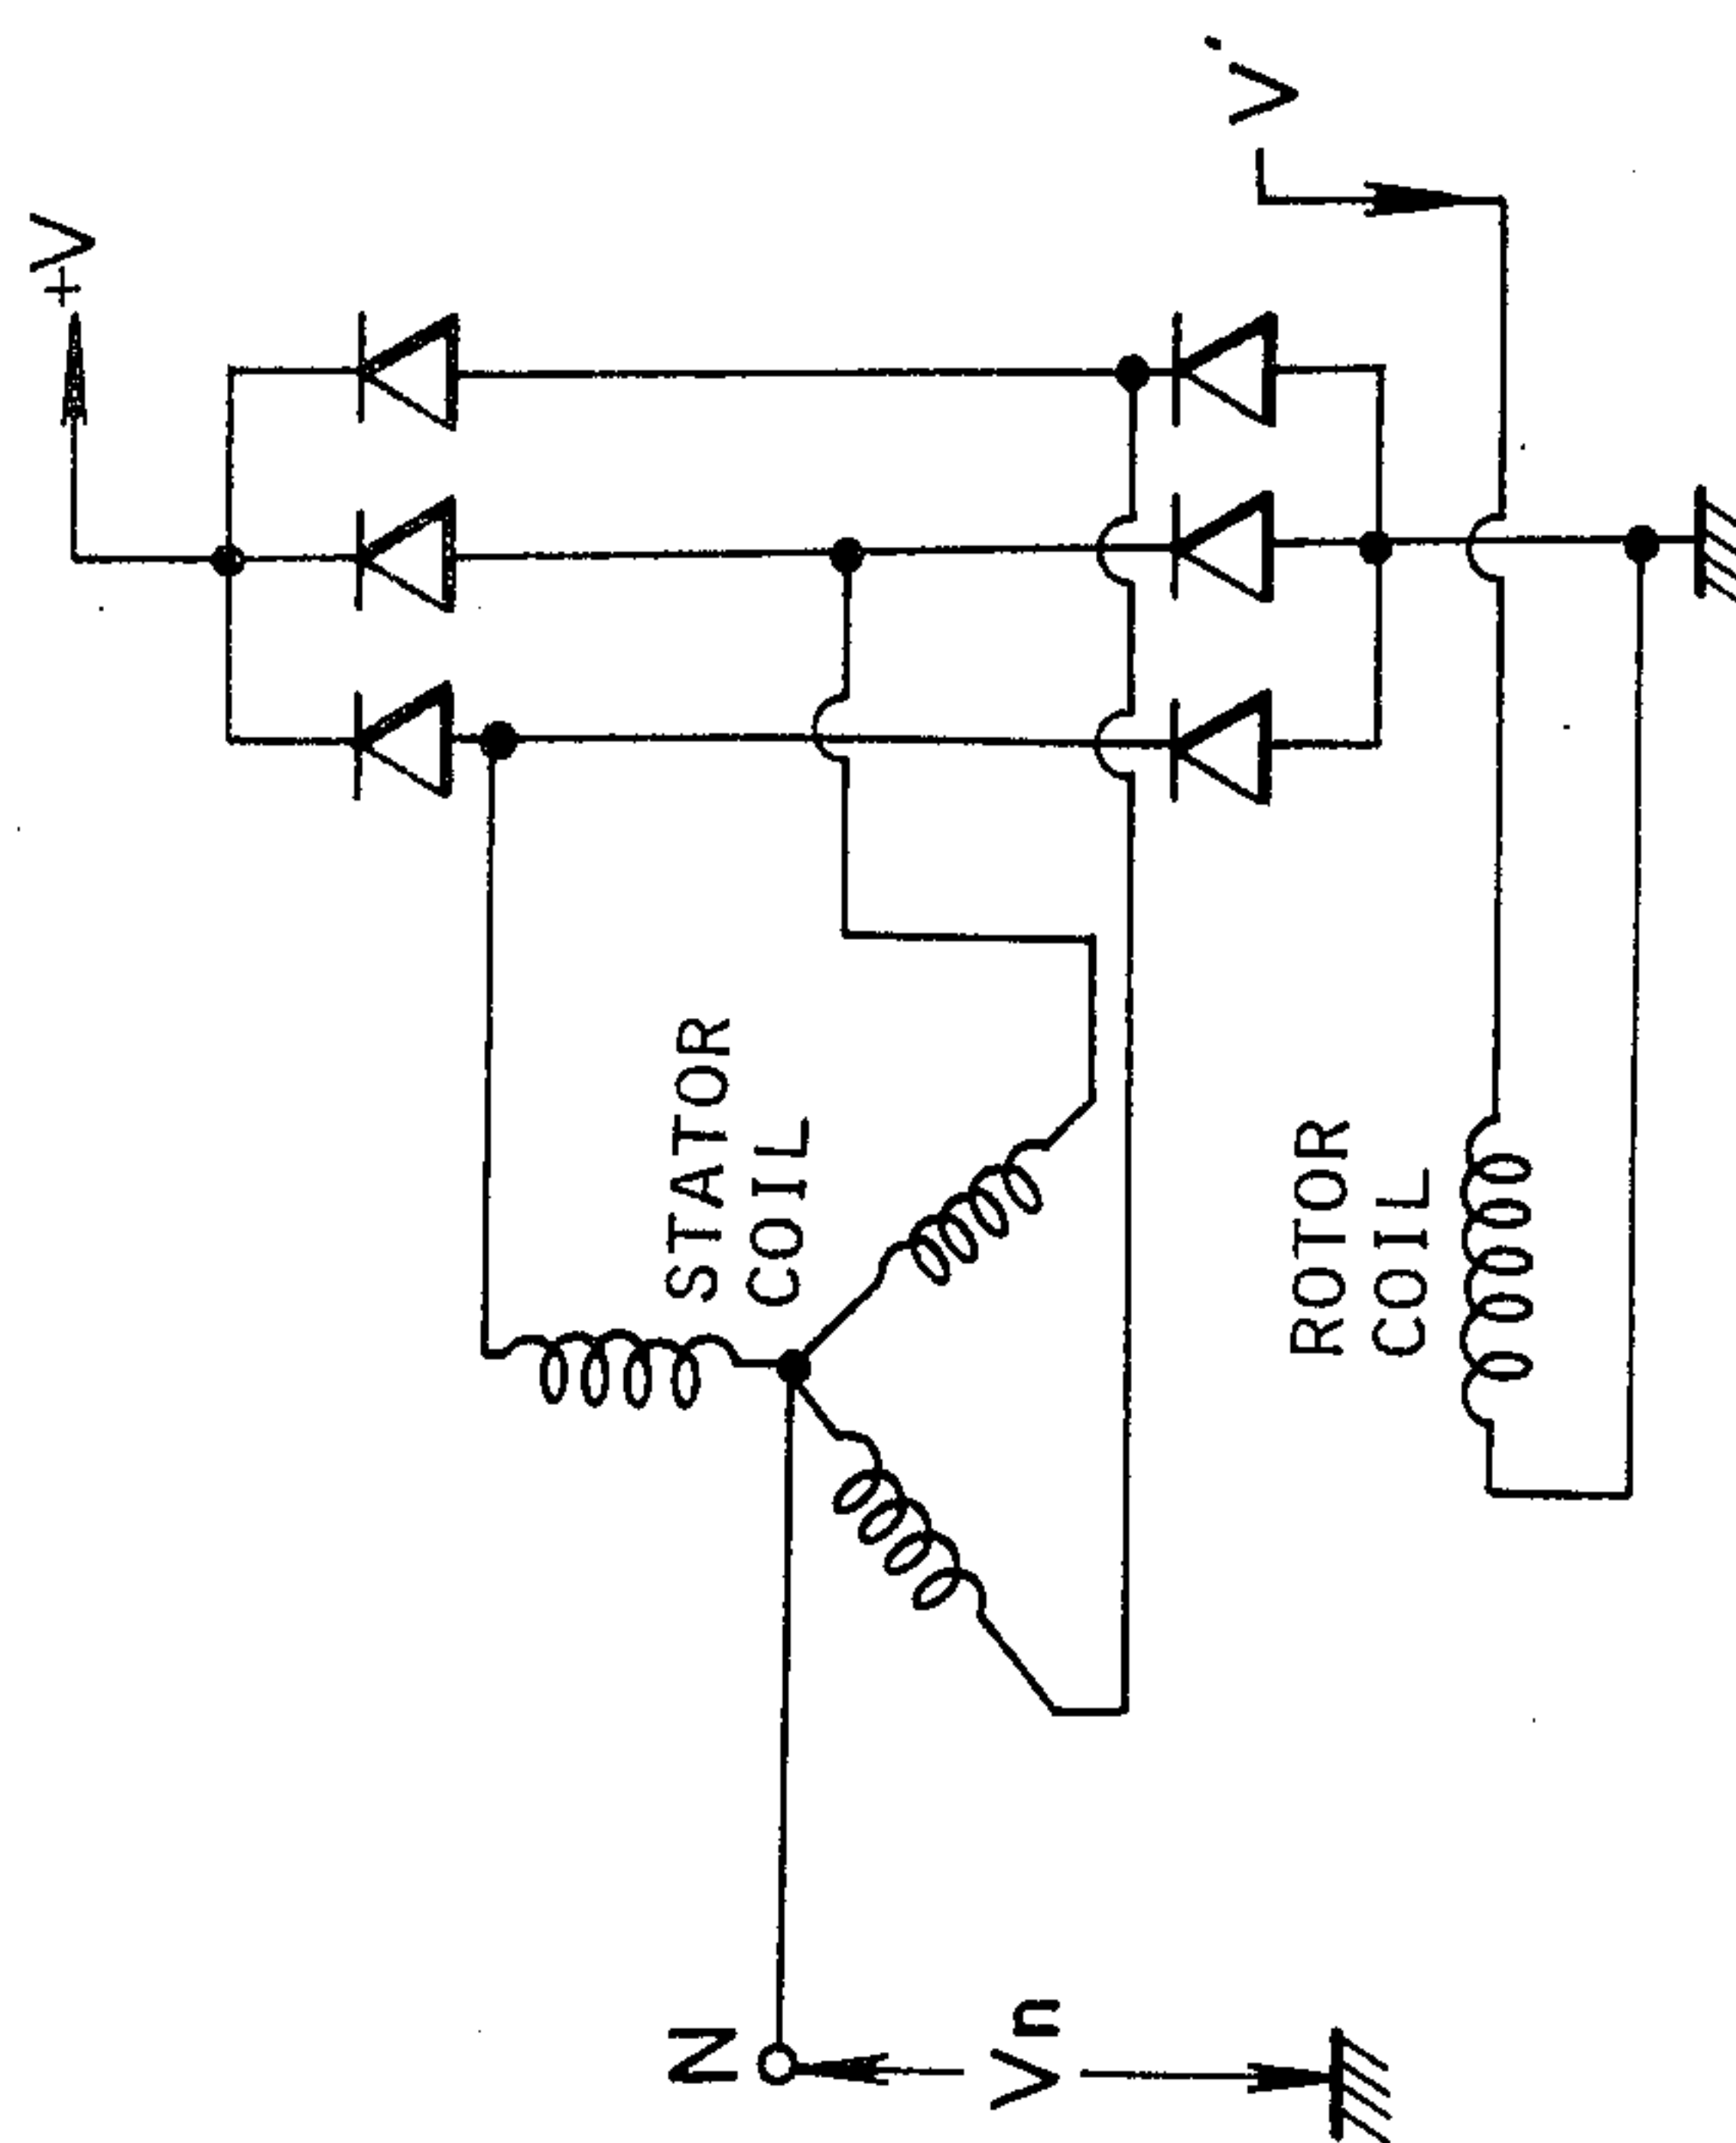 +V
V'
STATOR
COIL
ROTOR
COIL
N
Vn